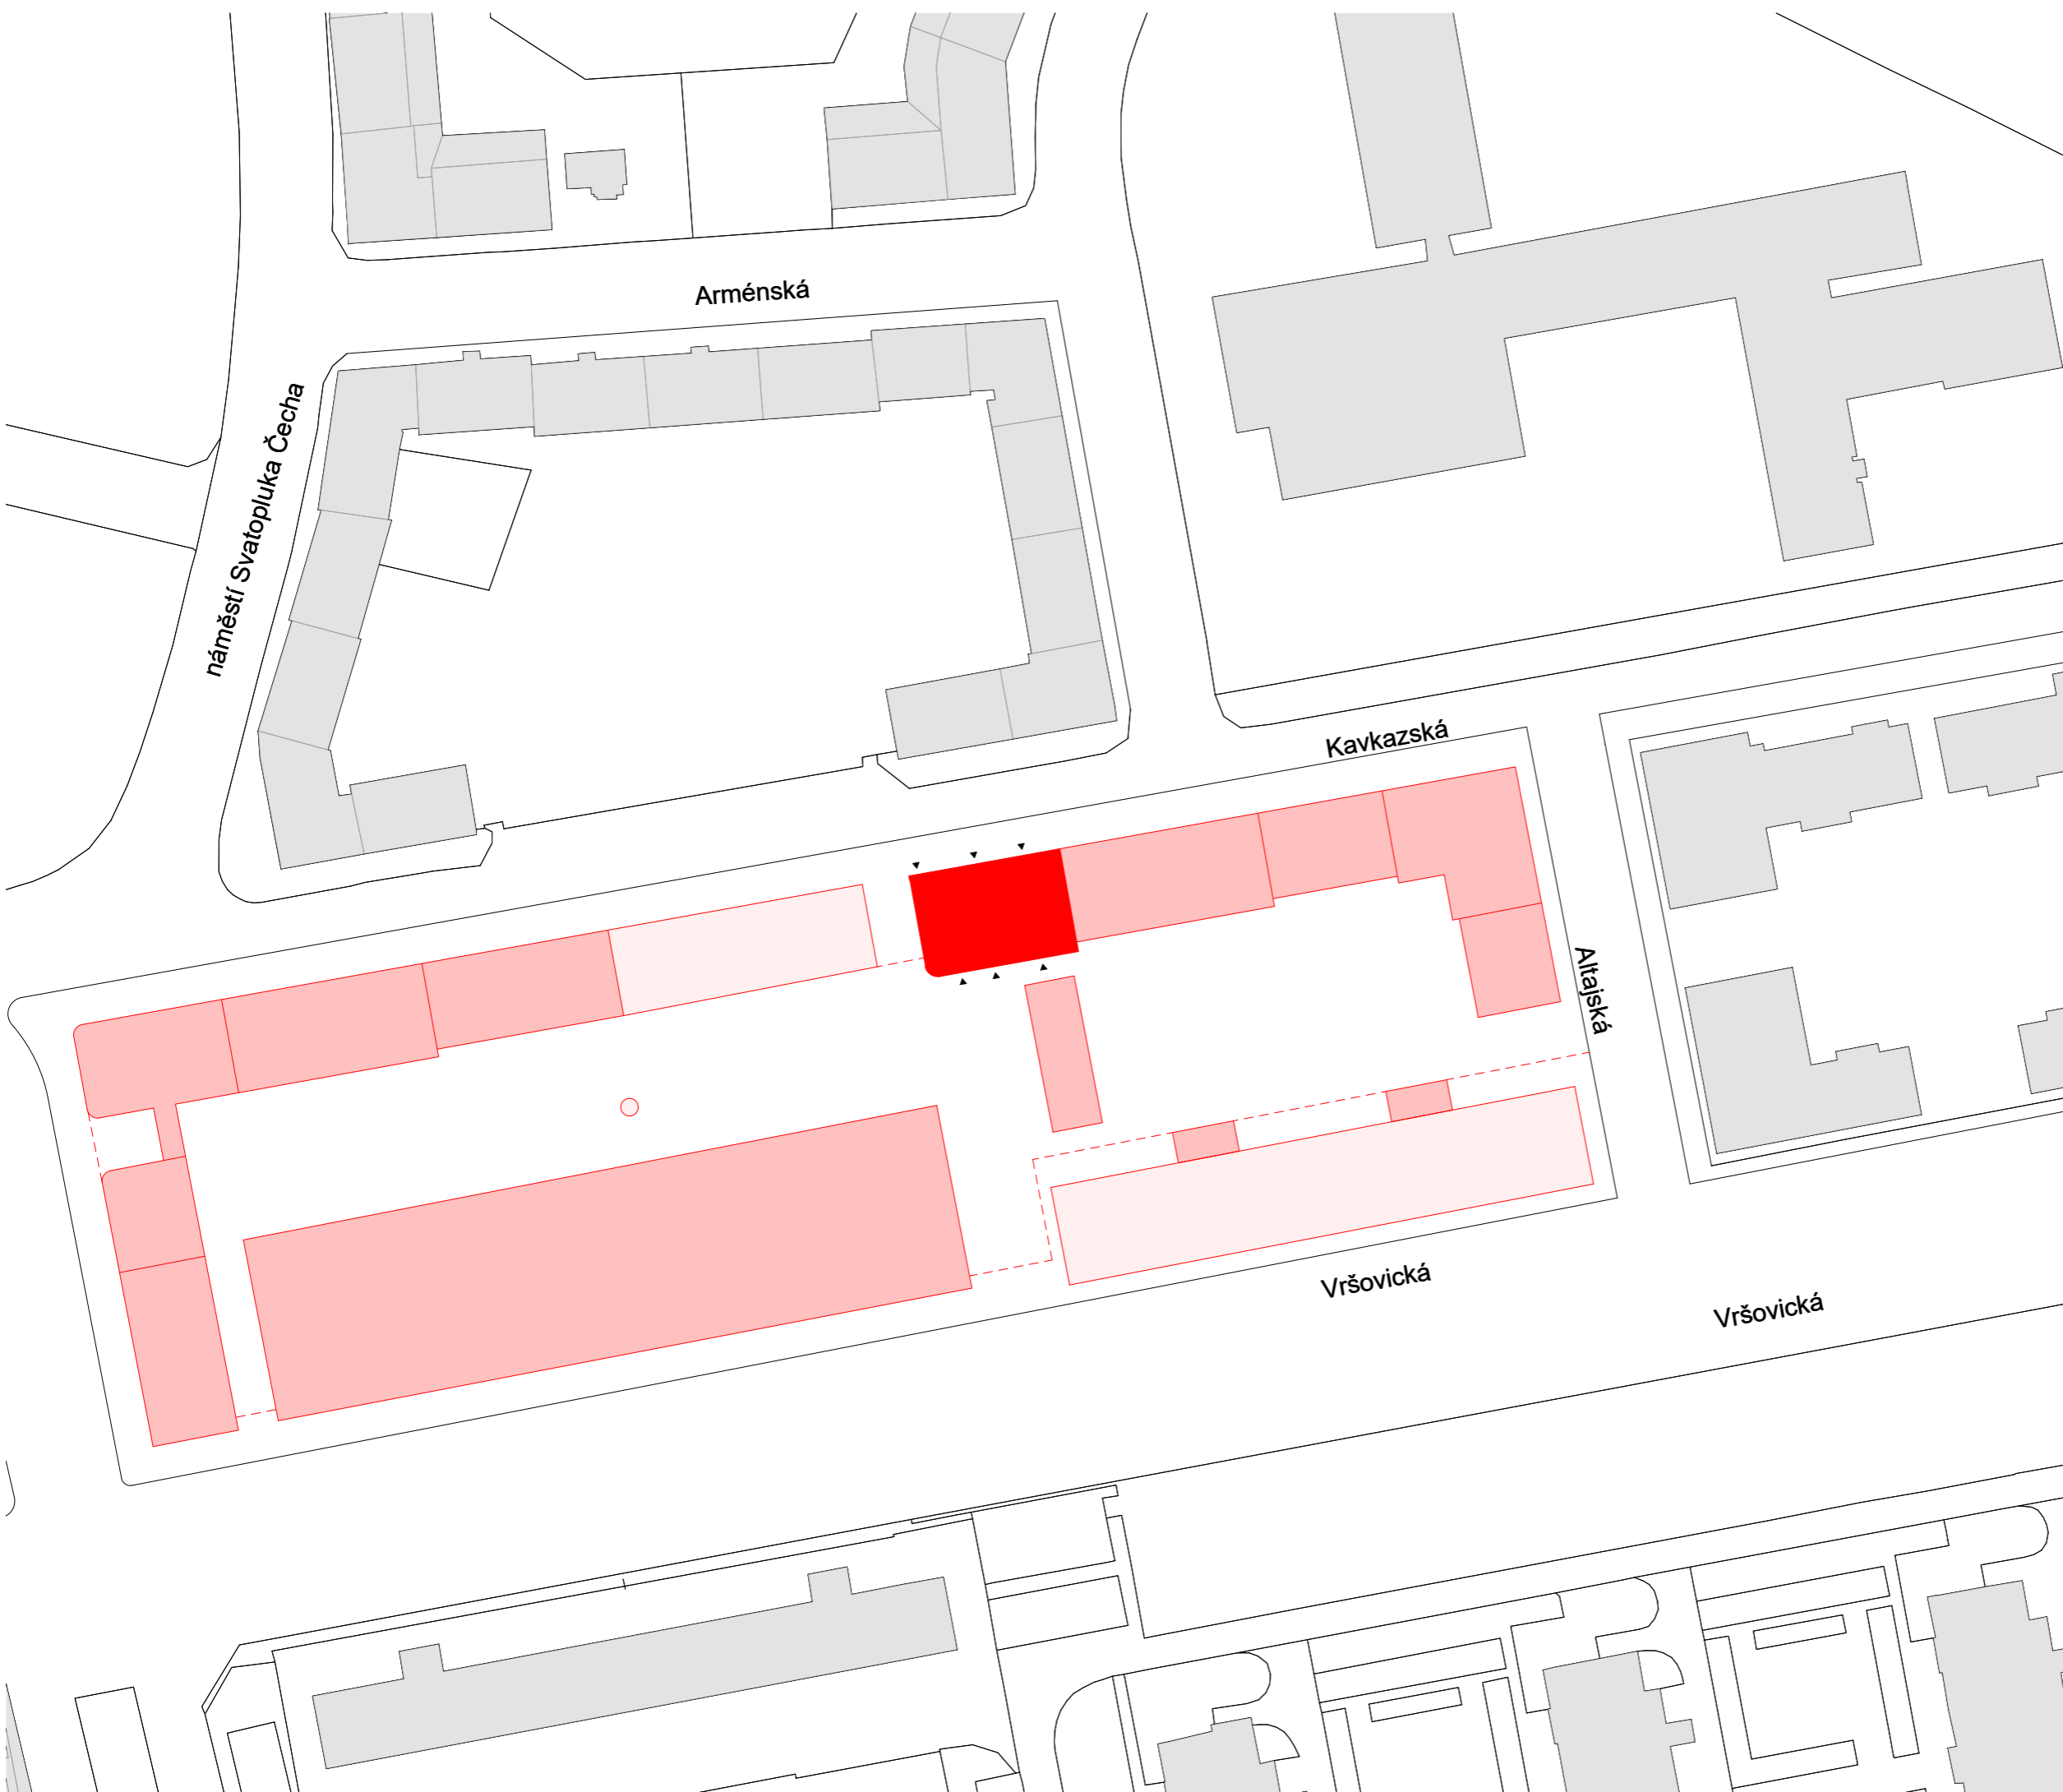 Arménská
náměstí Svatopluka Čecha
Kavkazská
Altajská
Vršovická
Vršovická